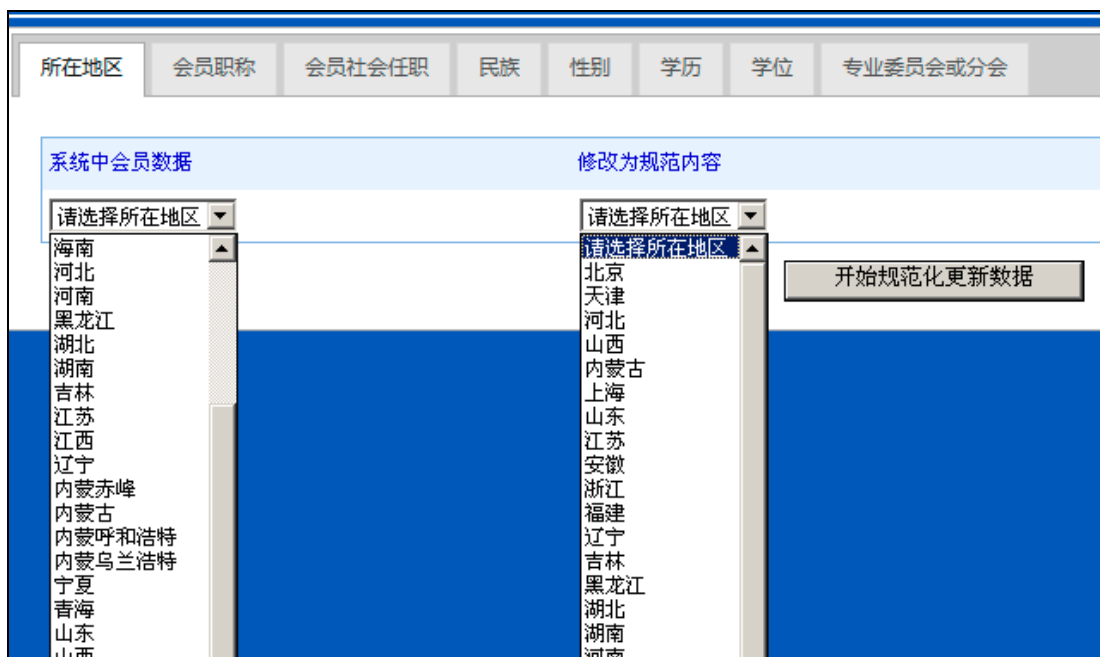 所在地区 会员职称 会员社会任职 民族 性别 学历 学位 专业委员会或分会
系统中会员数据 修改为规范内容
请选择所在地区 请选择所在地区
海南
河北
河南
黑龙江
湖北
湖南
吉林
江苏
江西
辽宁
内蒙赤峰
内蒙古
内蒙呼和浩特
内蒙乌兰浩特
宁夏
青海
山东
山西
请选择所在地区
北京
天津
河北
山西
内蒙古
上海
山东
江苏
安徽
浙江
福建
辽宁
吉林
黑龙江
湖北
湖南
河南
开始规范化更新数据